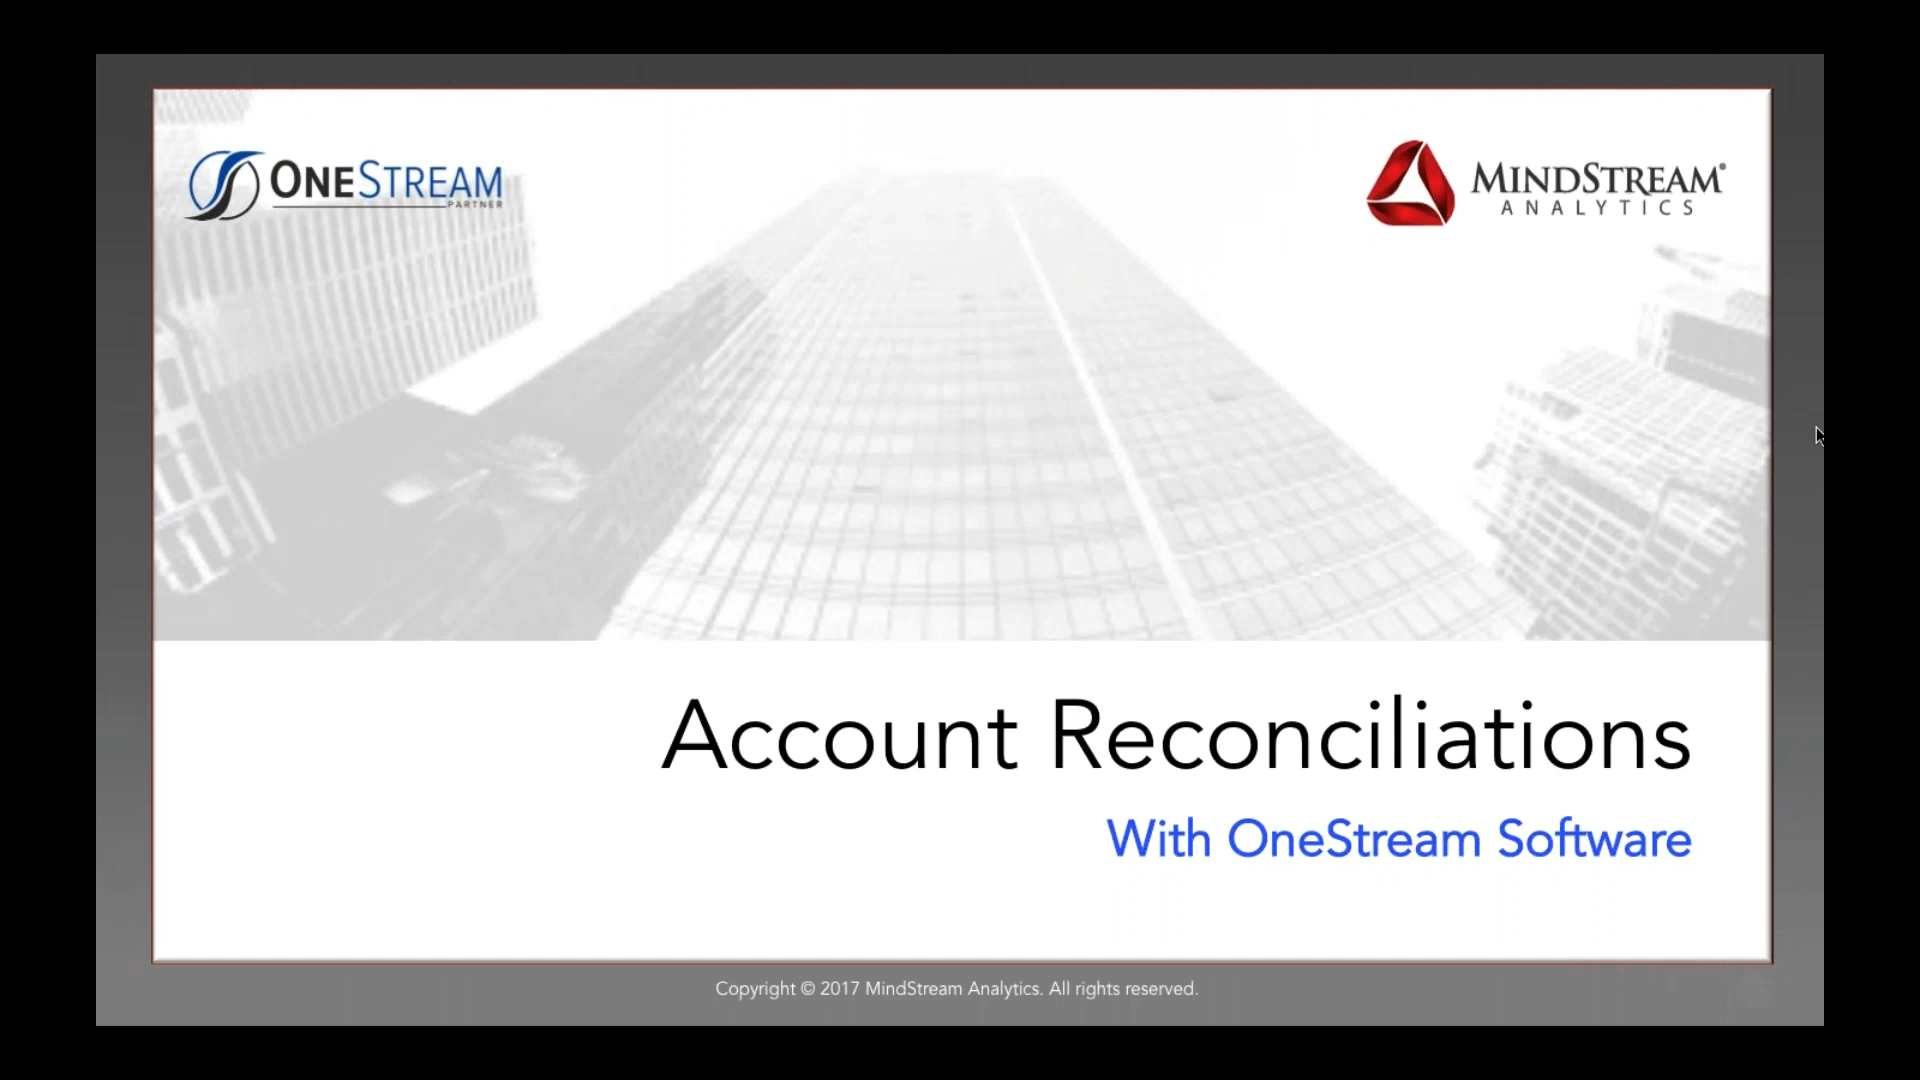 ONESTREAM
PARTNER
MINDSTREAM®
ANALYTICS
Account Reconciliations
With OneStream Software
Copyright © 2017 MindStream Analytics. All rights reserved.